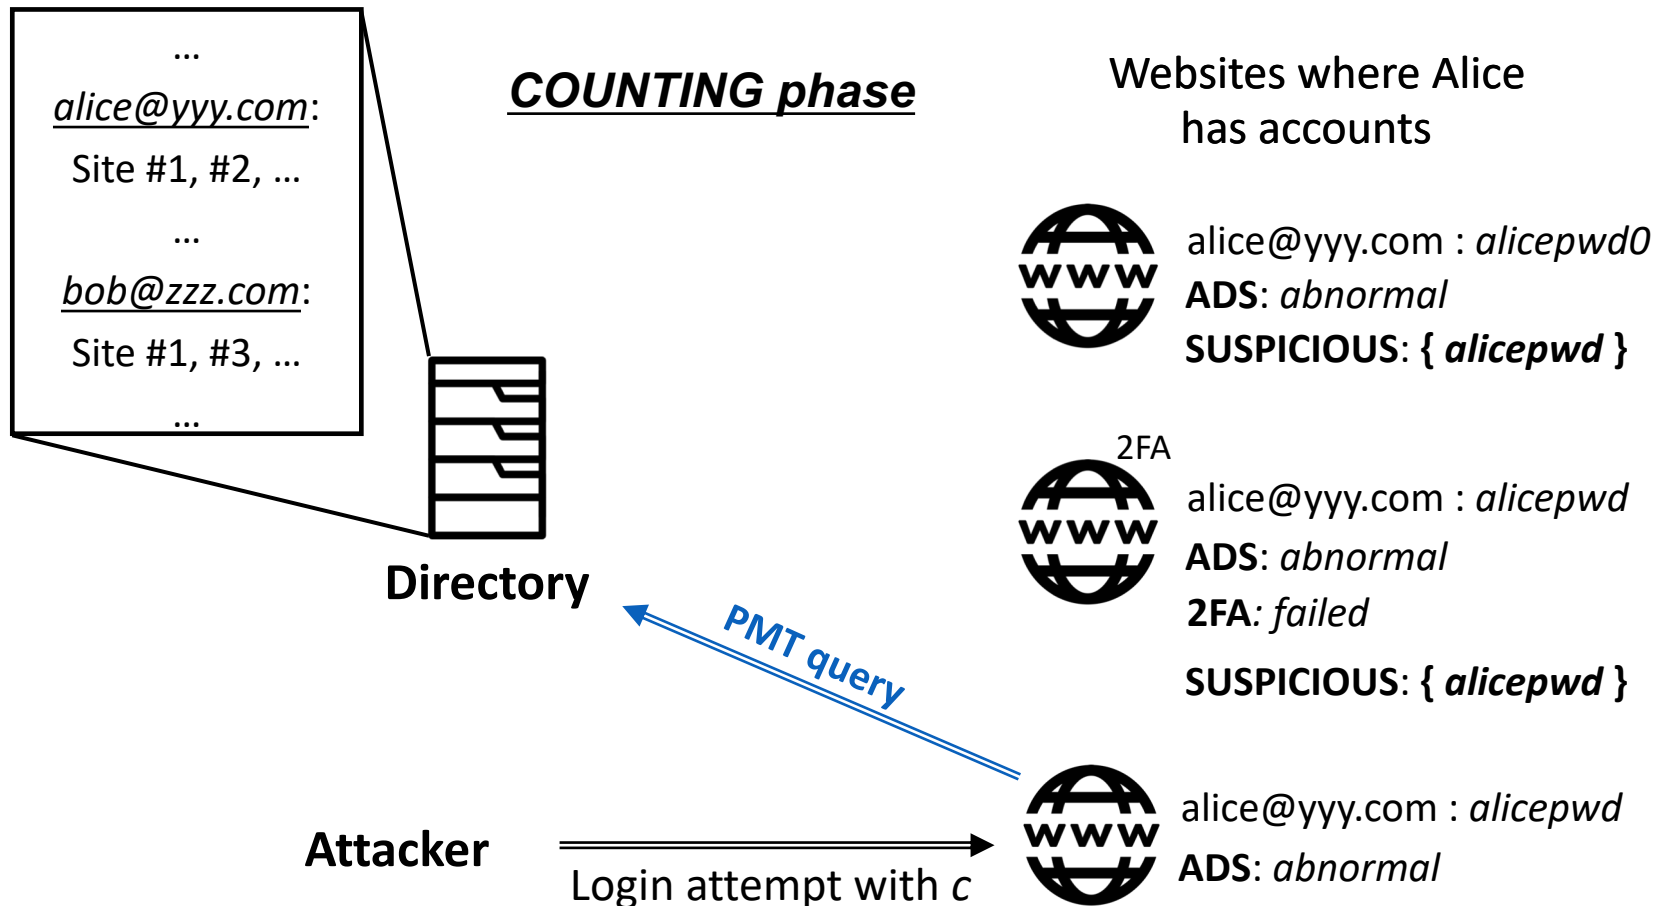 ...
alice@yyy.com:
Site #1, #2, ...
...
bob@zzz.com:
Site #1, #3, ...
...
COUNTING phase
Websites where Alice
has accounts
WWW
alice@yyy.com : alicepwd0
ADS: abnormal
SUSPICIOUS: { alicepwd }
2FA
WWW
alice@yyy.com : alicepwd
ADS: abnormal
2FA: failed
SUSPICIOUS: { alicepwd }
Directory
PMT query
Attacker
Login attempt with c
WWW
alice@yyy.com : alicepwd
ADS: abnormal